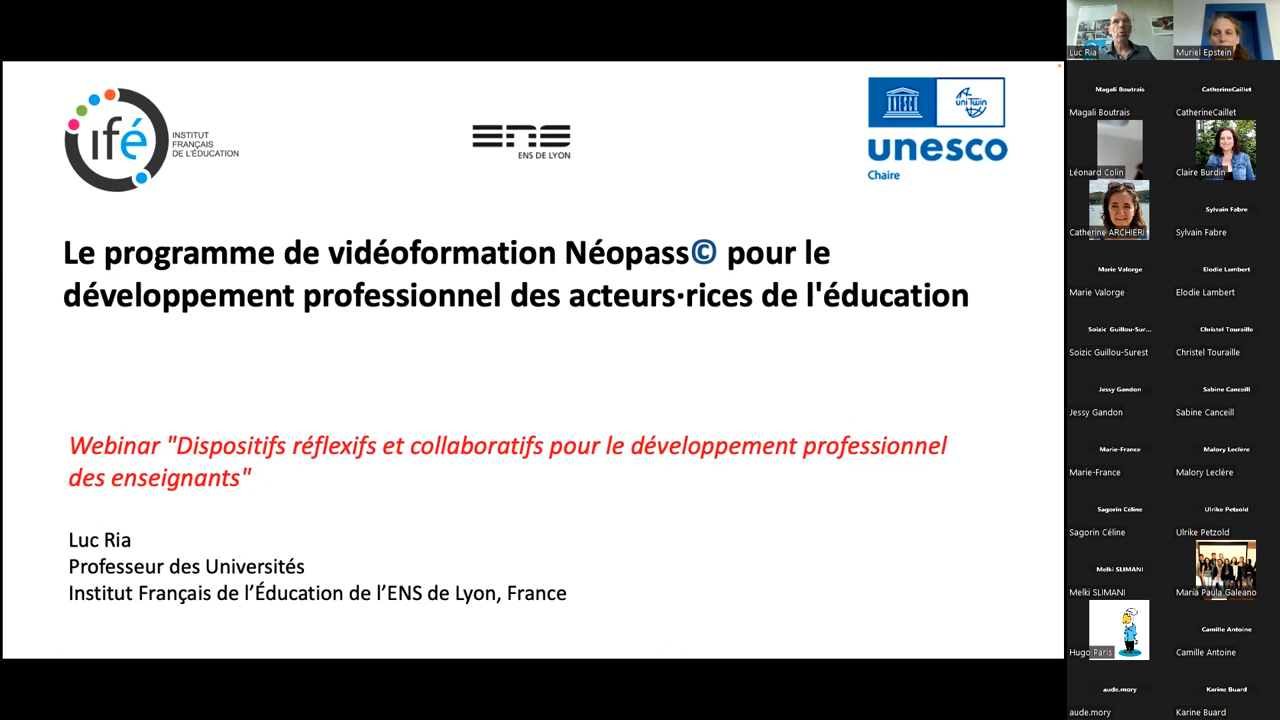 ifé
INSTITUT
FRANÇAIS
DE L'ÉDUCATION
ens
ENS DE LYON
uniTwin
unesco
Chaire
Le programme de vidéoformation Néopass© pour le
développement professionnel des acteurs·rices de l'éducation
Webinar "Dispositifs réflexifs et collaboratifs pour le développement professionnel
des enseignants"
Luc Ria
Professeur des Universités
Institut Français de l’Éducation de l’ENS de Lyon, France
Luc Ria
Muriel Epstein
Magali Boutrais
CatherineCaillet
Magali Boutrais
CatherineCaillet
Léonard Colin
Claire Burdin
Sylvain Fabre
Catherine ARCHIERI
Sylvain Fabre
Marie Valorge
Elodie Lambert
Marie Valorge
Elodie Lambert
Soizic Guillou-Sur...
Christel Touraille
Soizic Guillou-Surest
Christel Touraille
Jessy Gandon
Sabine Canceill
Jessy Gandon
Sabine Canceill
Marie-France
Malory Leclère
Marie-France
Malory Leclère
Sagorin Céline
Ulrike Petzold
Sagorin Céline
Ulrike Petzold
Melki SLIMANI
Melki SLIMANI
María Paula Galeano
Camille Antoine
Hugo Paris
Camille Antoine
aude.mory
Karine Buard
aude.mory
Karine Buard